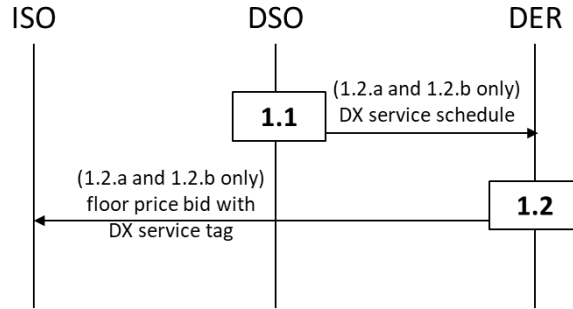 ISO
DSO
DER
(1.2.a and 1.2.b only)
DX service schedule
1.1
(1.2.a and 1.2.b only)
floor price bid with
DX service tag
1.2